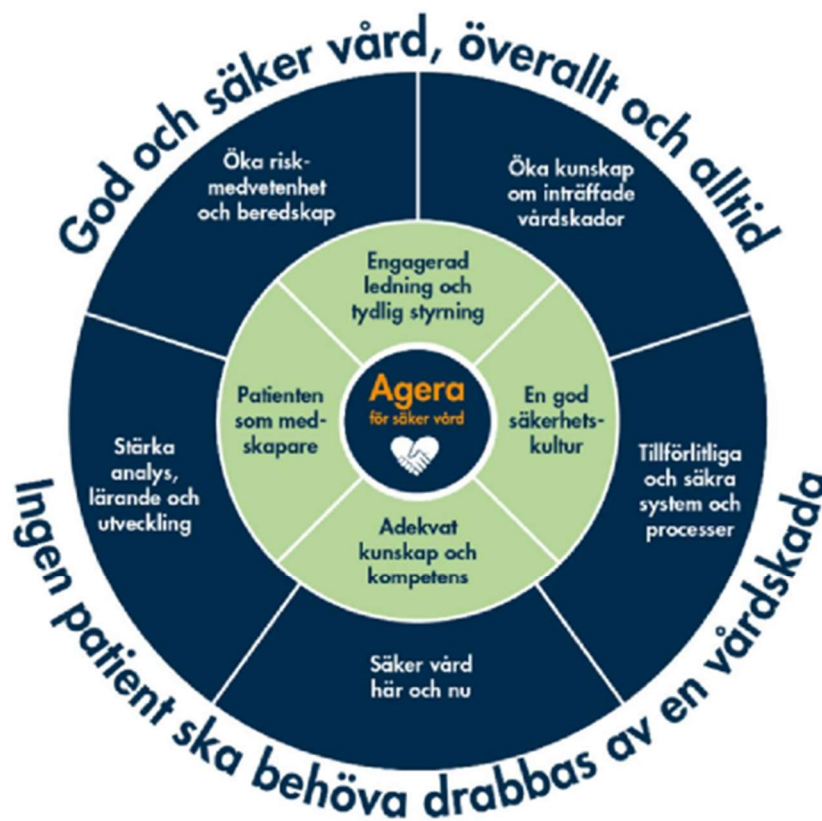 God och säker vård, överallt och alltid
Öka risk-
medvetenhet
och beredskap
Öka kunskap
om inträffade
vårdskador
Engagerad
ledning och
tydlig styrning
Patienten
som med-
skapare
Agera
för säker vård
En god
säkerhets-
kultur
Stärka
analys,
lärande och
utveckling
Tillförlitliga
och säkra
system och
processer
Adekvat
kunskap och
kompetens
Säker vård
här och nu
Ingen patient ska behöva drabbas av en vårdskada